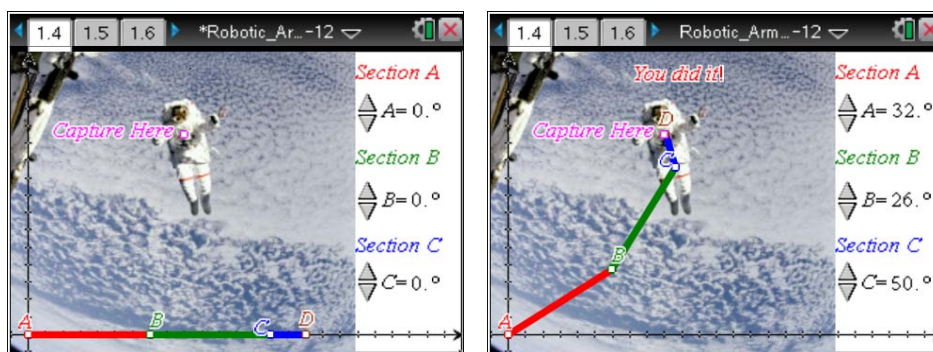 1.4 1.5 1.6 *Robotic_Ar...-12
Section A
A=0.°
Capture Here
Section B
B=0.°
Section C
C=0.°
A B C D
1.4 1.5 1.6 Robotic_Arm...-12
You did it!
Section A
A=32.°
D
Capture Here
Section B
C
B=26.°
Section C
B
C=50.°
A